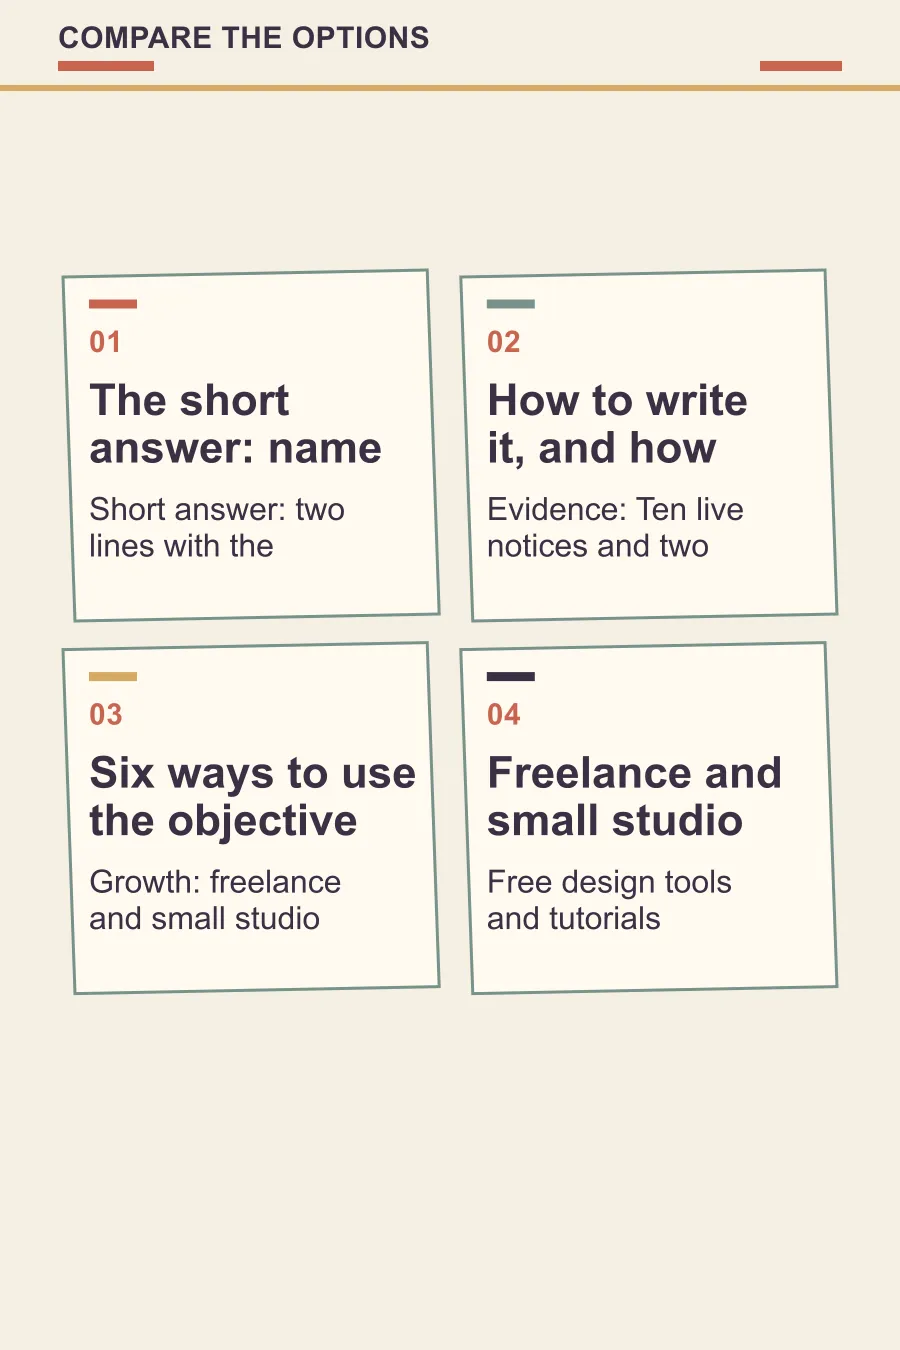 COMPARE THE OPTIONS
01
The short
answer: name
Short answer: two
lines with the
02
How to write
it, and how
Evidence: Ten live
notices and two
03
Six ways to use
the objective
Growth: freelance
and small studio
04
Freelance and
small studio
Free design tools
and tutorials